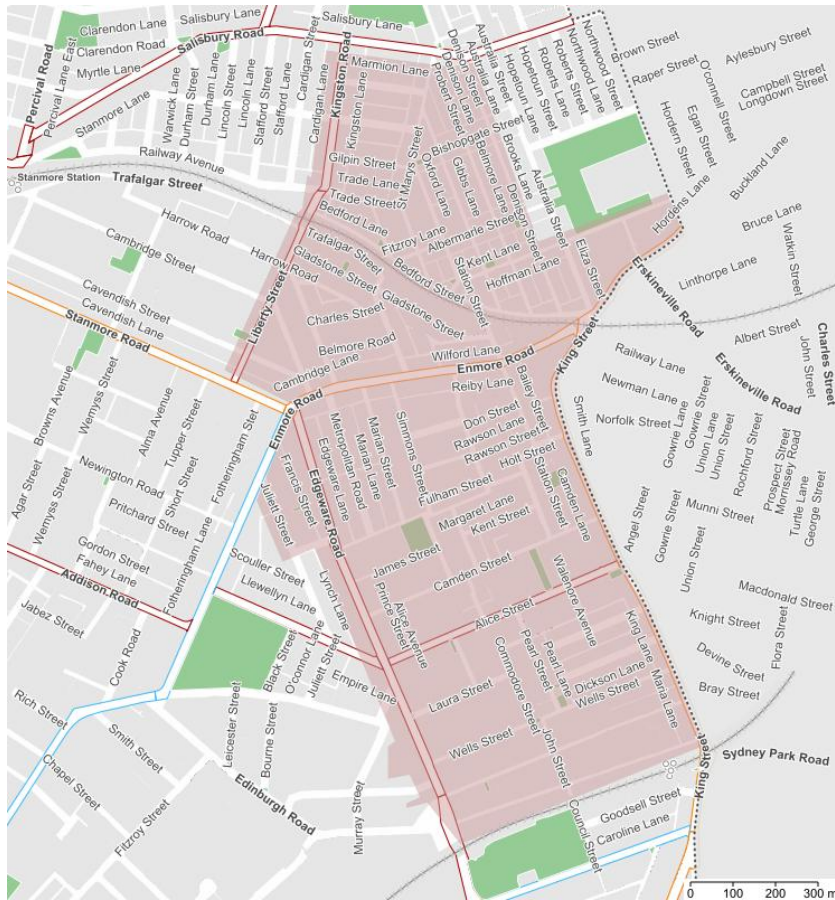 Clarendon Lane
Salisbury Lane
Salisbury Lane
Clarendon Road
Salisbury Road
Myrtle Lane
Percival Road
Percival Lane East
Stanmore Lane
Warwick Lane
Durham Street
Durham Lane
Lincoln Street
Lincoln Lane
Stafford Street
Stafford Lane
Cardigan Street
Cardigan Lane
Kingston Road
Kingston Lane
Marmion Lane
Probert Street
Denison Lane
Denison Street
Australia Lane
Australia Street
Hopetoun Lane
Hopetoun Street
Roberts Lane
Roberts Street
Northwood Lane
Northwood Street
Brown Street
Raper Street
O'connell Street
Aylesbury Street
Campbell Street
Longdown Street
Hordern Street
Egan Street
Buckland Lane
Hordens Lane
Bruce Lane
Watkin Street
Linthorpe Lane
Railway Avenue
Stanmore Station
Trafalgar Street
Gilpin Street
Trade Lane
Trade Street
St Marys Street
Bishopgate Street
Oxford Lane
Gibbs Lane
Belmore Lane
Brooks Lane
Denison Street
Australia Street
Bedford Lane
Fitzroy Lane
Albermarle Street
Kent Lane
Hoffman Lane
Eliza Street
Harrow Road
Harrow Road
Cambridge Street
Trafalgar Street
Gladstone Street
Bedford Street
Gladstone Street
Station Street
Cavendish Street
Cavendish Lane
Stanmore Road
Liberty Street
Charles Street
Belmore Road
Cambridge Lane
Wilford Lane
Enmore Road
Reiby Lane
Enmore Road
King Street
Erskineville Road
Erskineville Road
Albert Street
John Street
Charles Street
Railway Lane
Newman Lane
Norfolk Street
Smith Lane
Gowrie Lane
Gowrie Street
Union Lane
Union Street
Rochford Street
Prospect Street
Morrissey Road
Turtle Lane
George Street
Browns Avenue
Wemyss Street
Alma Avenue
Tupper Street
Fotheringham Stet
Newington Road
Short Street
Pritchard Street
Agar Street
Wemyss Street
Gordon Street
Fahey Lane
Addison Road
Fotheringham Lane
Jabez Street
Cook Road
Juliett Street
Francis Street
Edgeware Road
Edgeware Lane
Metropolitan Road
Marian Lane
Marian Street
Simmons Street
Bailey Street
Don Street
Rawson Lane
Rawson Street
Holt Street
Station Street
Camden Lane
Fulham Street
Margaret Lane
Kent Street
James Street
Camden Street
Walenore Avenue
Alice Street
Prince Street
Alice Avenue
Lynch Lane
Scouller Street
Llewellyn Lane
Black Street
O'connor Lane
Juliett Street
Empire Lane
Angel Street
Gowrie Street
Munni Street
Union Street
Macdonald Street
Knight Street
Flora Street
Devine Street
Bray Street
King Lane
Maria Lane
Dickson Lane
Wells Street
Pearl Lane
Pearl Street
Commodore Street
Laura Street
Wells Street
John Street
Council Street
Goodsell Street
Caroline Lane
King Street
Sydney Park Road
Rich Street
Smith Street
Chapel Street
Fitzroy Street
Leicester Street
Bourne Street
Edinburgh Road
Murray Street
0 100 200 300 m